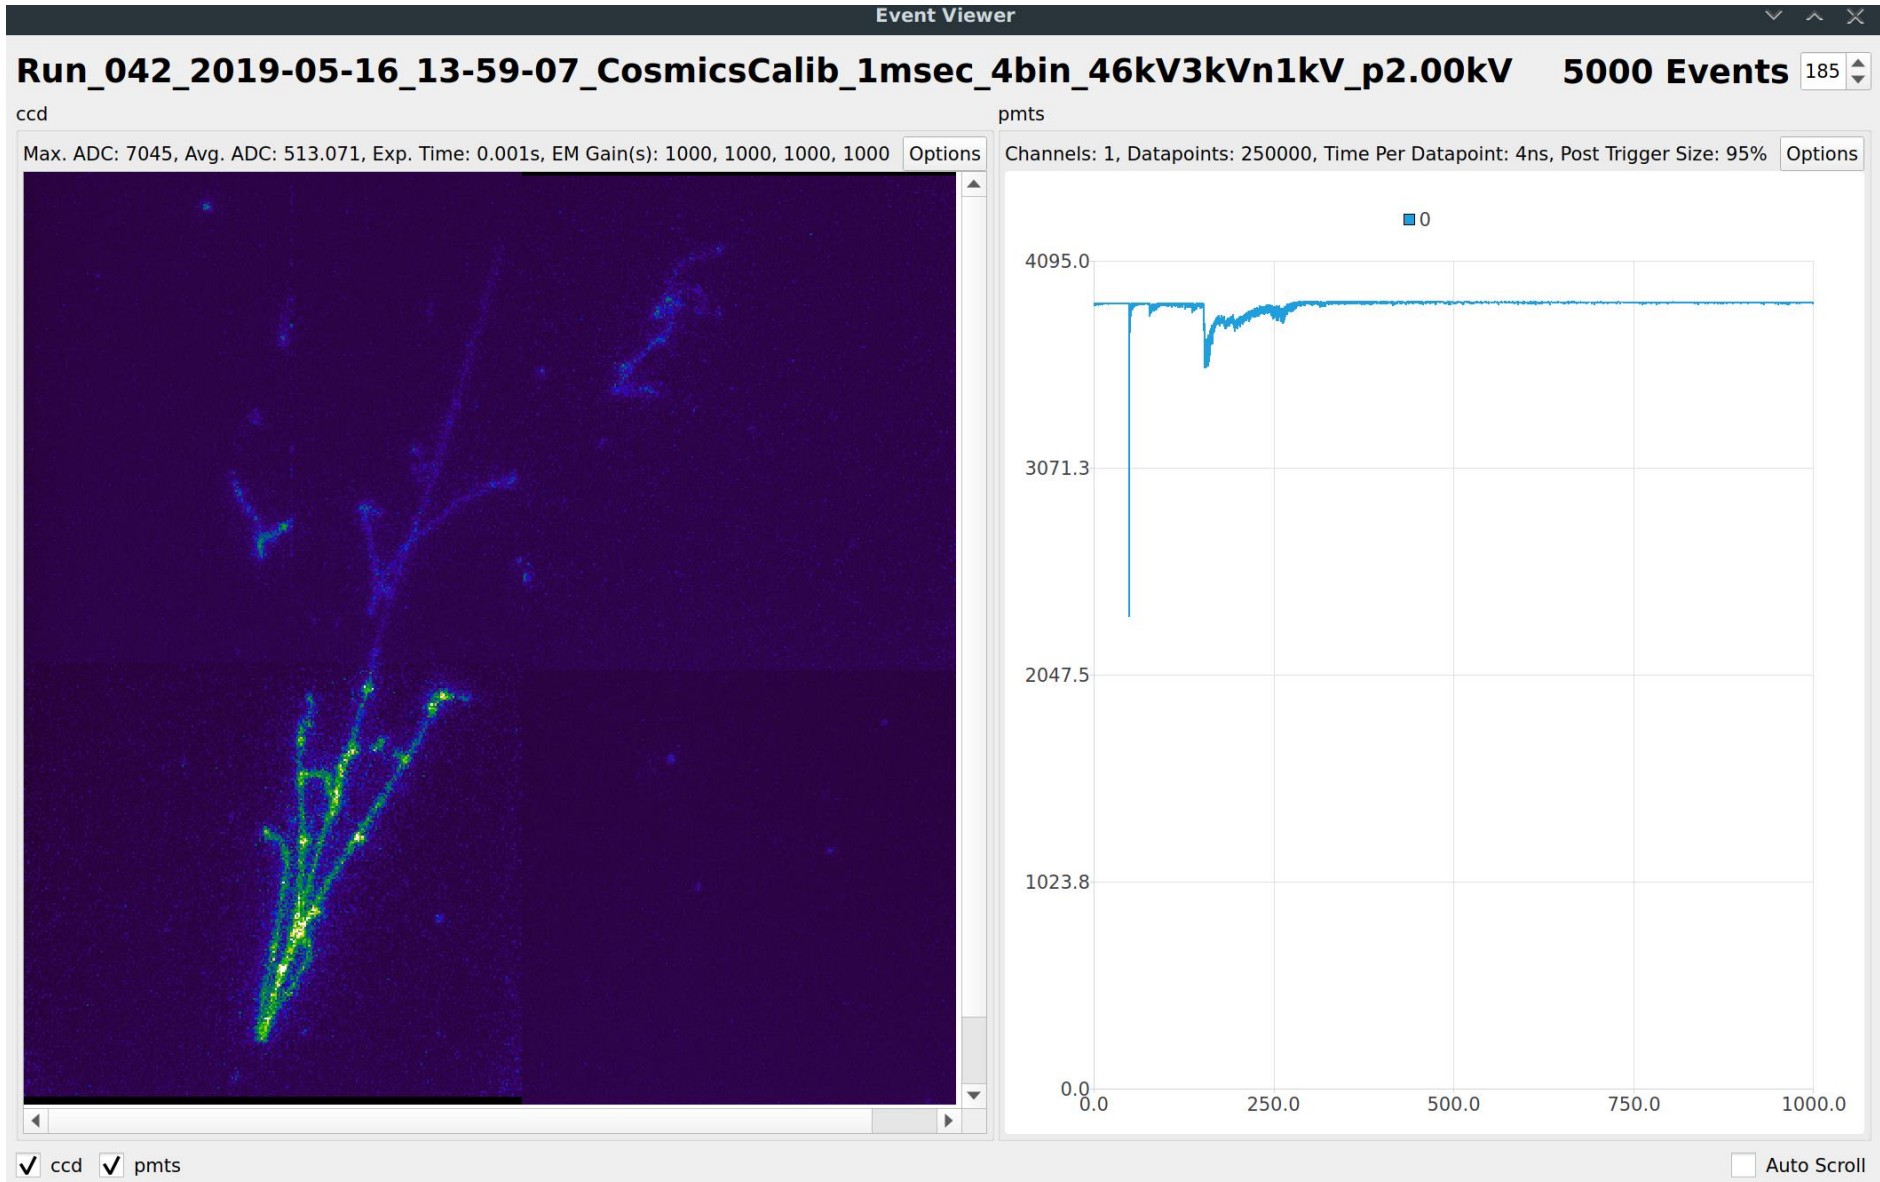 Event Viewer
Run_042_2019-05-16_13-59-07_CosmicsCalib_1msec_4bin_46kV3kVn1kV_p2.00kV 5000 Events 185
ccd
Max. ADC: 7045, Avg. ADC: 513.071, Exp. Time: 0.001s, EM Gain(s): 1000, 1000, 1000, 1000 Options
pmts
Channels: 1, Datapoints: 250000, Time Per Datapoint: 4ns, Post Trigger Size: 95% Options
0
4095.0
3071.3
2047.5
1023.8
0.0
0.0 250.0 500.0 750.0 1000.0
ccd pmts Auto Scroll